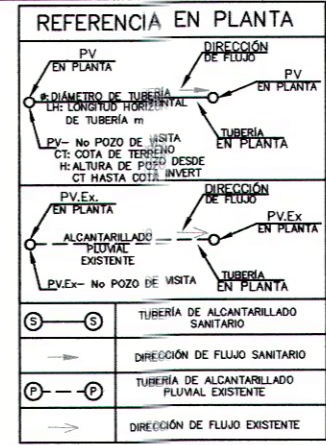 REFERENCIA EN PLANTA
PV
EN PLANTA
DIRECCIÓN
DE FLUJO
PV
EN PLANTA
ø:DIÁMETRO DE TUBERÍA
LH: LONGITUD HORIZONTAL
DE TUBERÍA m
PV- No POZO DE VISITA
CT: COTA DE TERRENO
H: ALTURA DE POZO DESDE
CT HASTA COTA INVERT
TUBERÍA
EN PLANTA
PV.Ex.
EN PLANTA
DIRECCIÓN
DE FLUJO
PV.Ex
EN PLANTA
ALCANTARILLADO
PLUVIAL
EXISTENTE
PV.Ex- No POZO DE VISITA
TUBERÍA
EN PLANTA
S S TUBERÍA DE ALCANTARILLADO
SANITARIO
DIRECCIÓN DE FLUJO SANITARIO
P P TUBERÍA DE ALCANTARILLADO
PLUVIAL EXISTENTE
DIRECCIÓN DE FLUJO EXISTENTE